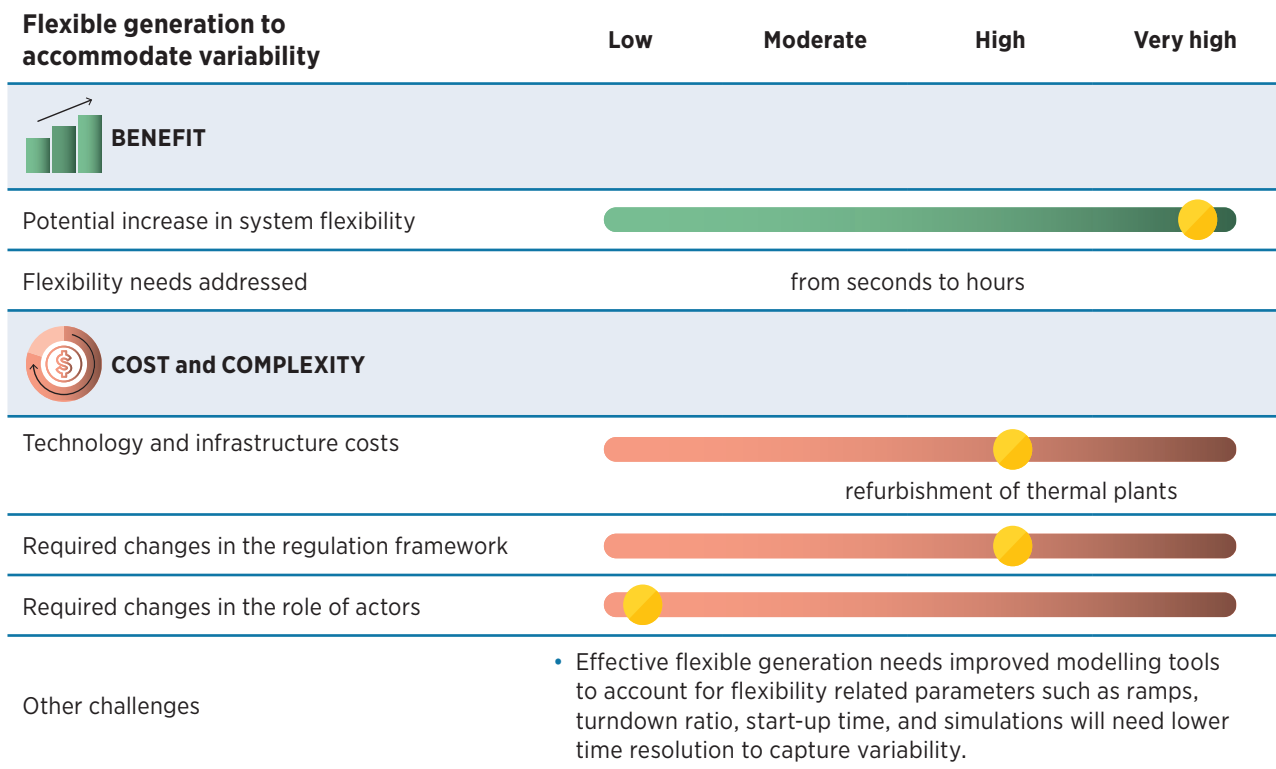 Flexible generation to
accommodate variability
Low Moderate High Very high
BENEFIT
Potential increase in system flexibility
Flexibility needs addressed from seconds to hours
$
COST and COMPLEXITY
Technology and infrastructure costs
refurbishment of thermal plants
Required changes in the regulation framework
Required changes in the role of actors
Other challenges
• Effective flexible generation needs improved modelling tools
to account for flexibility related parameters such as ramps,
turndown ratio, start-up time, and simulations will need lower
time resolution to capture variability.